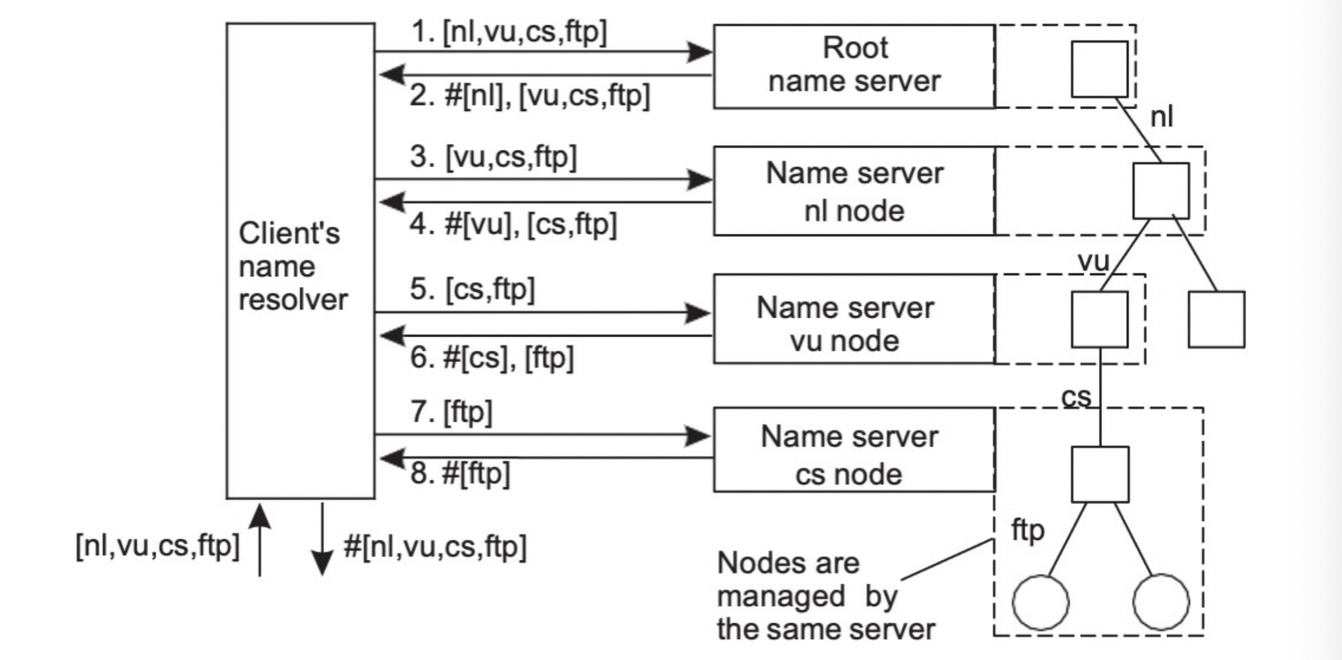 1. [nl,vu,cs,ftp]
Root
name server
2. #[nl], [vu,cs,ftp]
nl
3. [vu,cs,ftp]
Name server
nl node
4. #[vu], [cs,ftp]
Client's
name
resolver
vu
5. [cs,ftp]
Name server
vu node
6. #[cs], [ftp]
cs
7. [ftp]
Name server
cs node
8. #[ftp]
[nl,vu,cs,ftp]
#[nl,vu,cs,ftp]
ftp
Nodes are
managed by
the same server